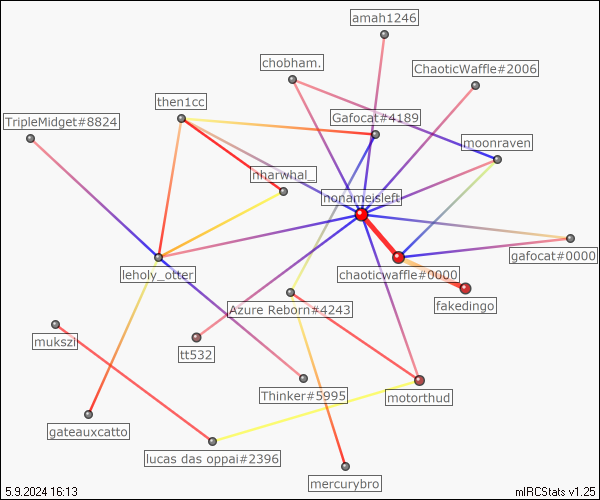 amah1246
chobham.
ChaoticWaffle#2006
then1cc
TripleMidget#8824
Gafocat#4189
moonraven
nharwhal_
nonameisleft
gafocat#0000
leholy_otter
chaoticwaffle#0000
fakedingo
Azure Reborn#4243
mukszi
tt532
Thinker#5995
motorthud
gateauxcatto
lucas das oppai#2396
mercurybro
5.9.2024 16:13
mIRCStats v1.25